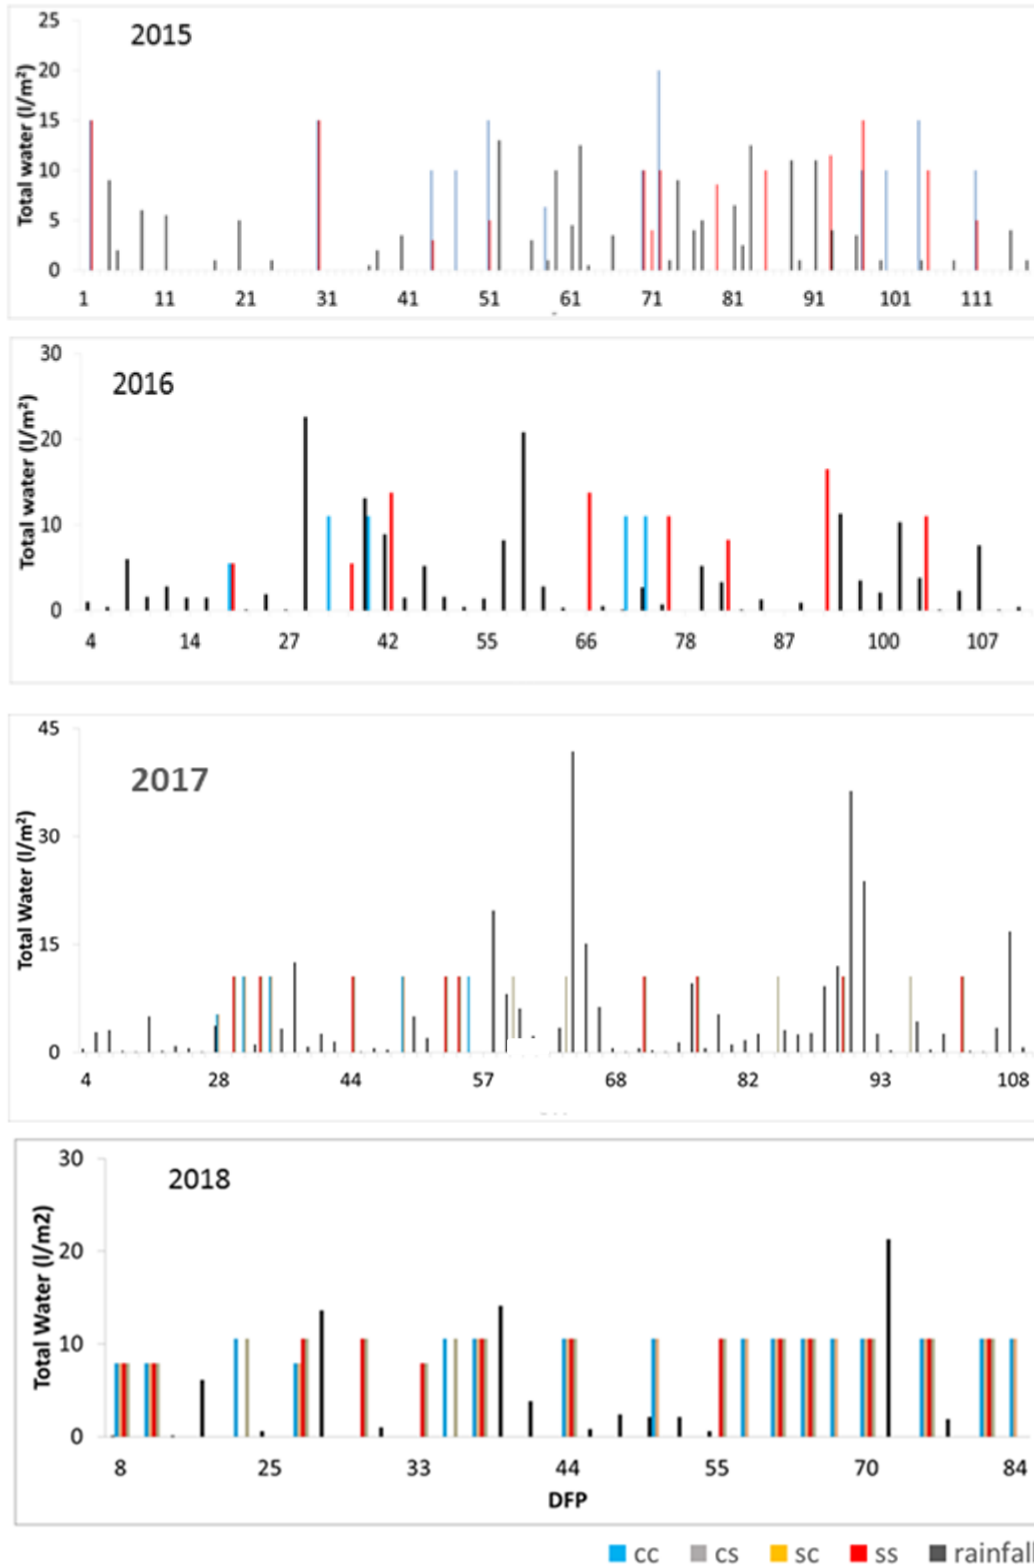 2015
Total water (l/m²)
25
20
15
10
5
0
1 11 21 31 41 51 61 71 81 91 101 111
2016
Total water (l/m²)
30
20
10
0
4 14 27 42 55 66 78 87 100 107
2017
Total Water (l/m²)
45
30
15
0
4 28 44 57 68 82 93 108
2018
Total Water (l/m2)
30
20
10
0
8 25 33 44 55 70 84
DFP
cc cs sc ss rainfall